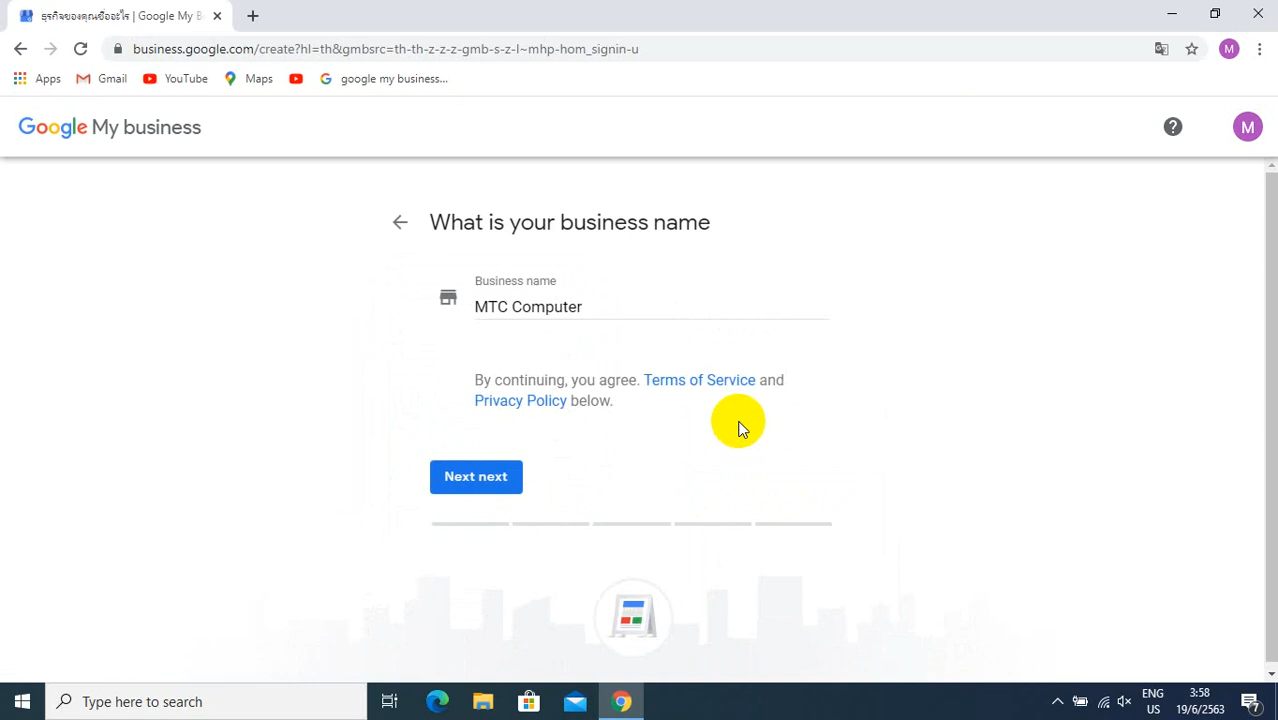 ธุรกิจของคุณชื่ออะไร | Google My B
business.google.com/create?hl=th&gmbsrc=th-th-z-z-z-gmb-s-z-l~mhp-hom_signin-u
M
Apps
Gmail
YouTube
Maps
google my business...
Google My business
M
What is your business name
Business name
MTC Computer
By continuing, you agree. Terms of Service and
Privacy Policy below.
Next next
Type here to search
ENG
US
3:58
19/6/2563
7